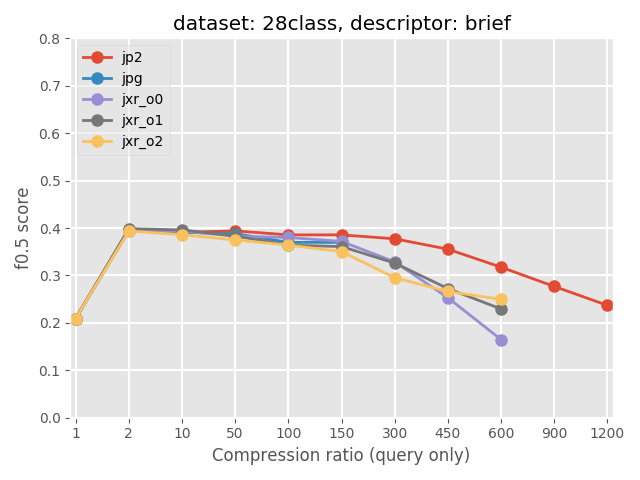 dataset: 28class, descriptor: brief
0.8
0.7
0.6
0.5
0.4
0.3
0.2
0.1
0.0
f0.5 score
jp2
jpg
jxr_o0
jxr_o1
jxr_o2
1 2 10 50 100 150 300 450 600 900 1200
Compression ratio (query only)